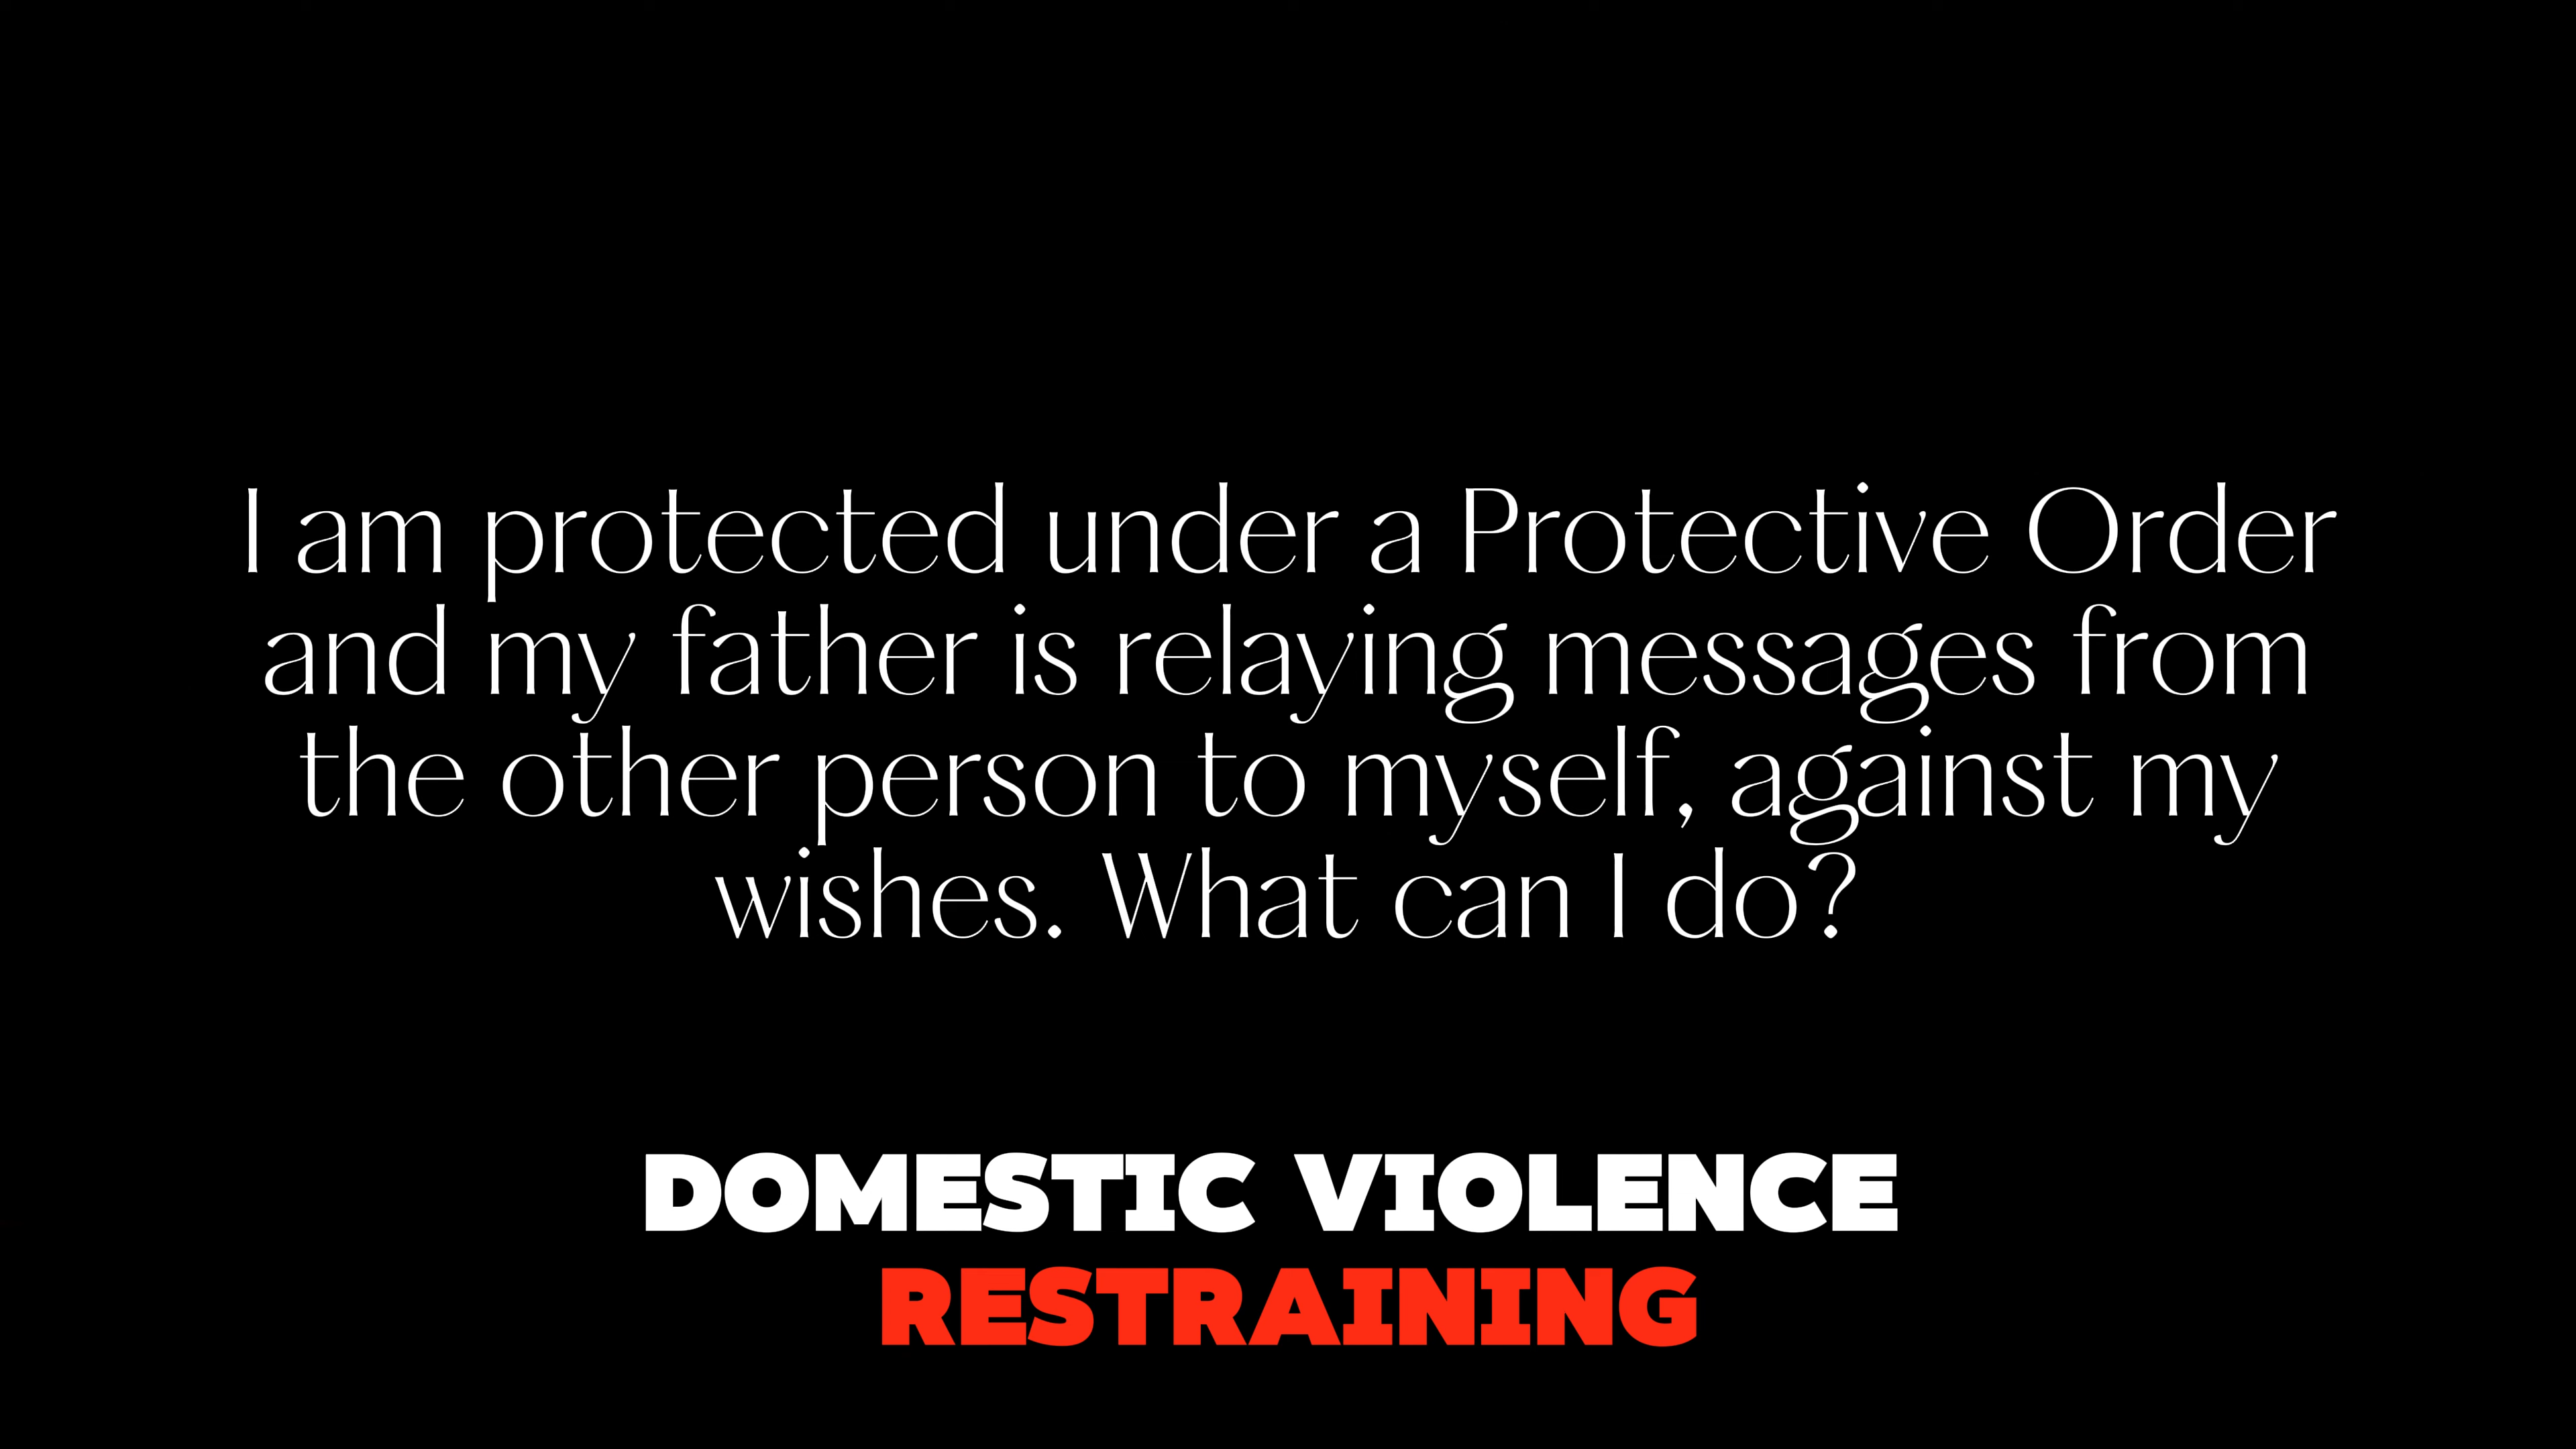 I am protected under a Protective Order
and my father is relaying messages from
the other person to myself, against my
wishes. What can I do?
DOMESTIC VIOLENCE
RESTRAINING